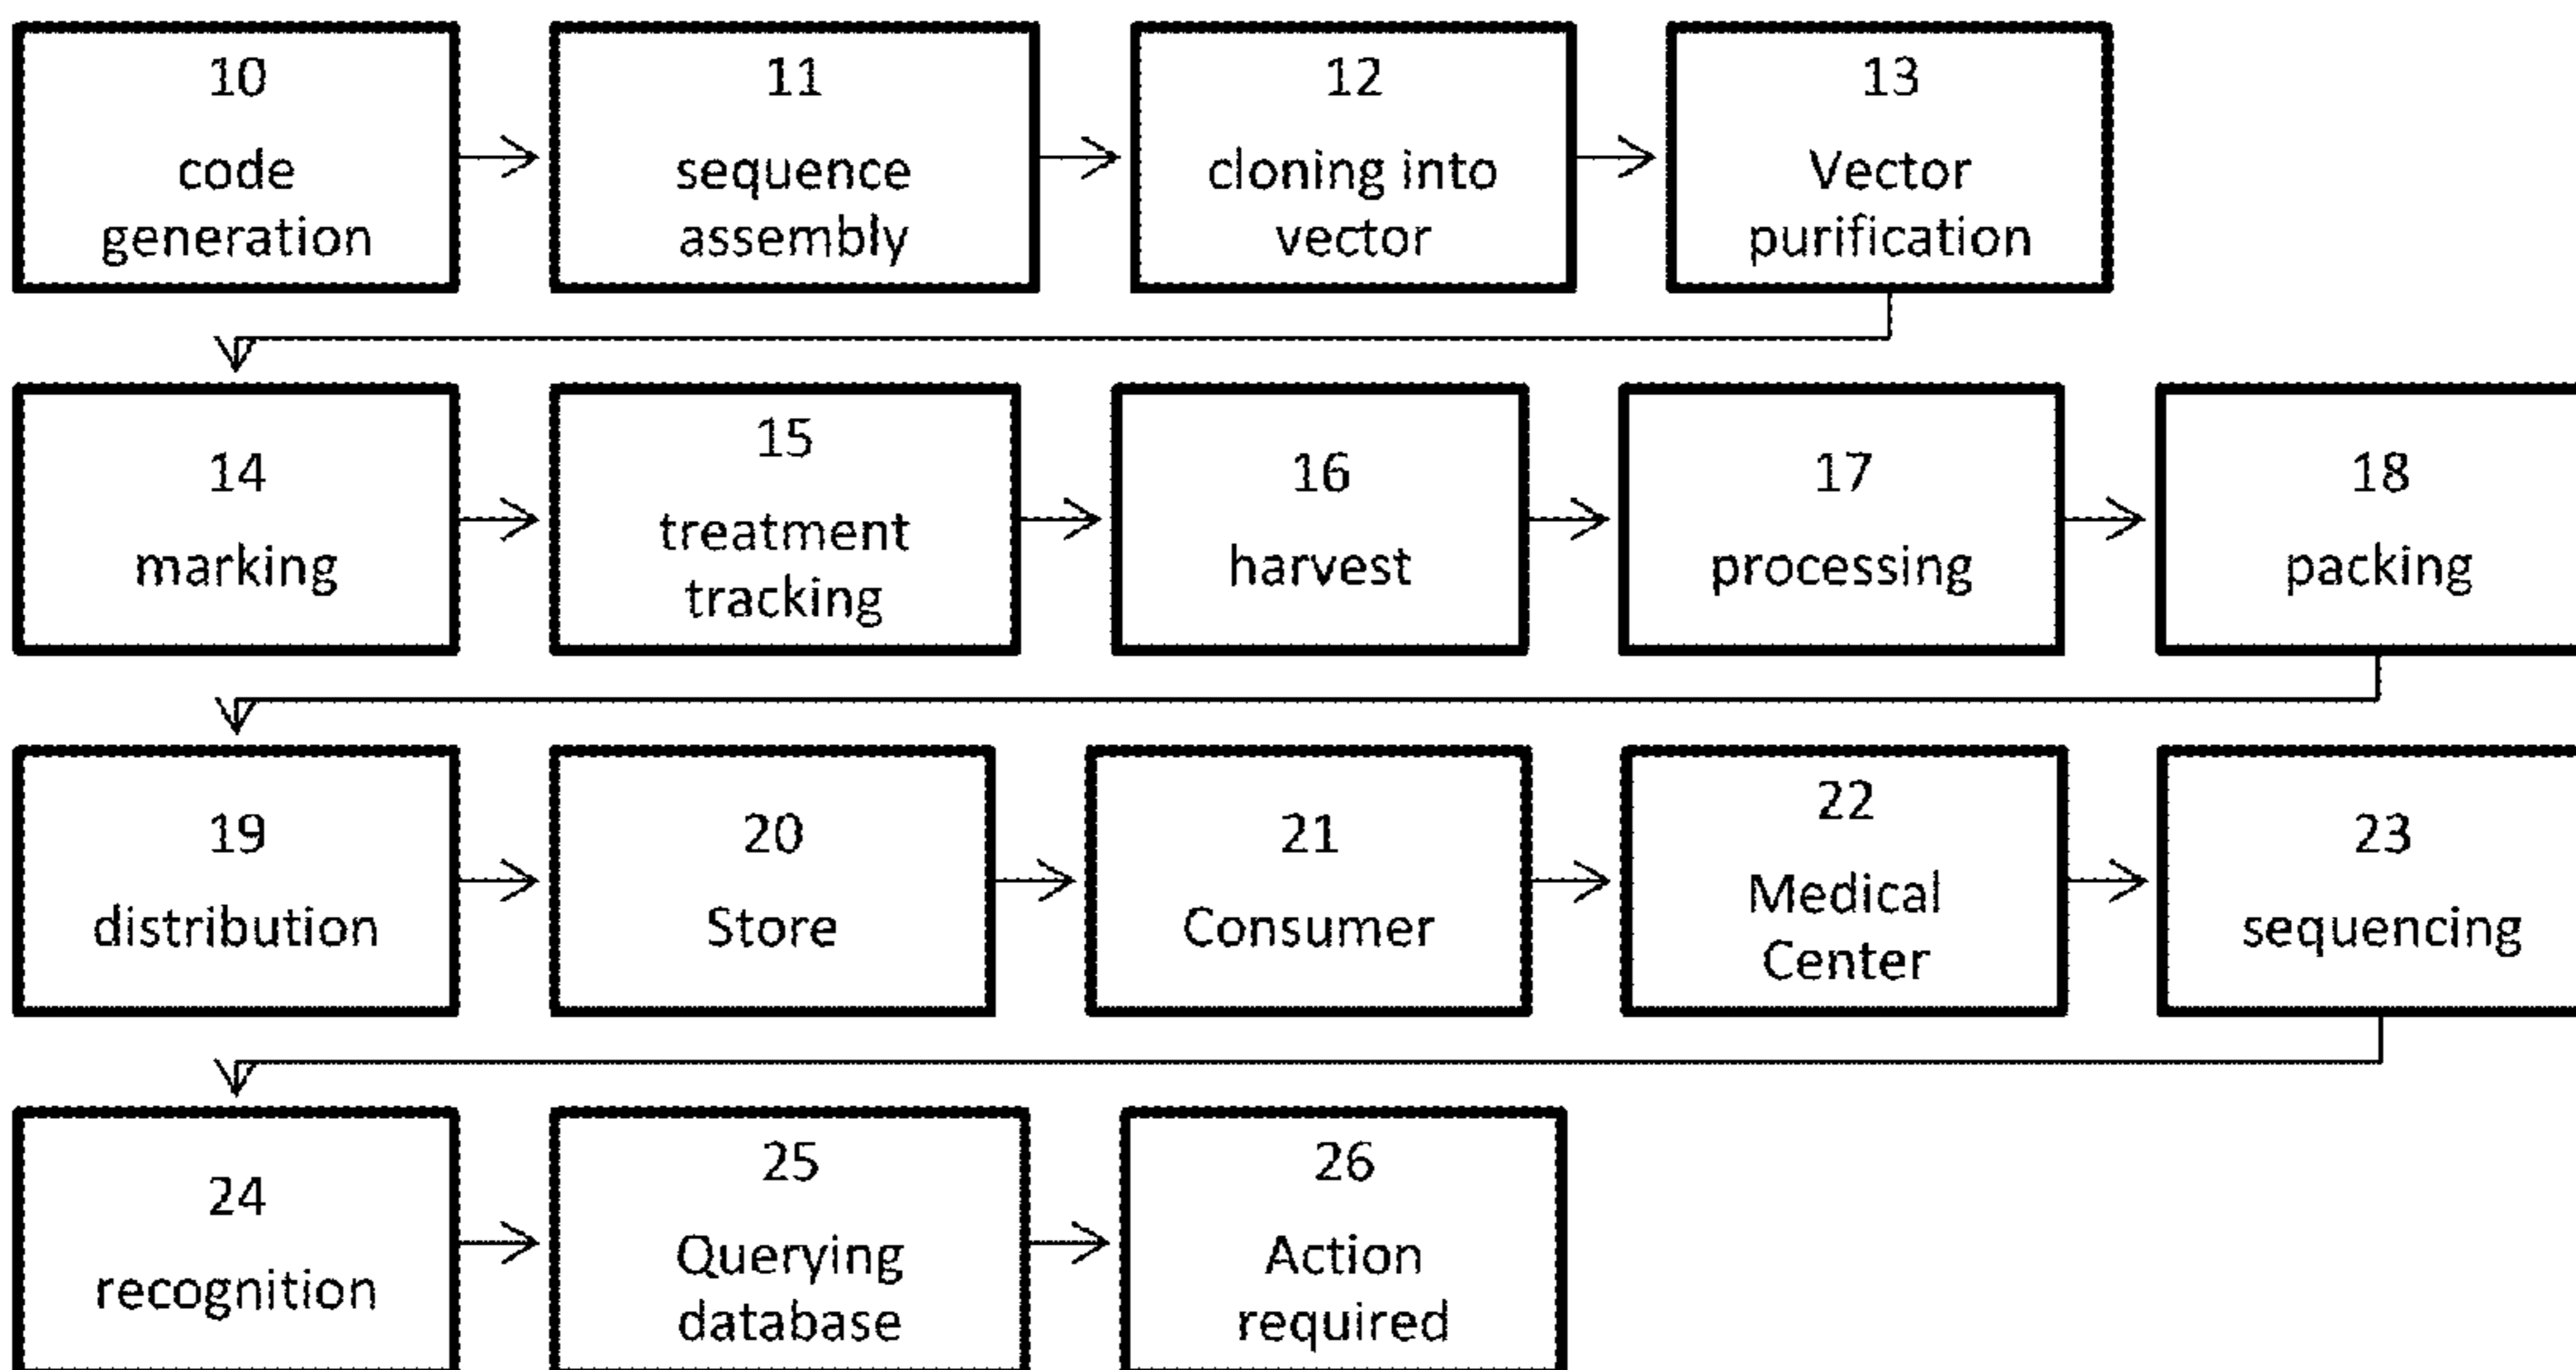 10
code
generation
11
sequence
assembly
12
cloning into
vector
13
Vector
purification
14
marking
15
treatment
tracking
16
harvest
17
processing
18
packing
19
distribution
20
Store
21
Consumer
22
Medical
Center
23
sequencing
24
recognition
25
Querying
database
26
Action
required